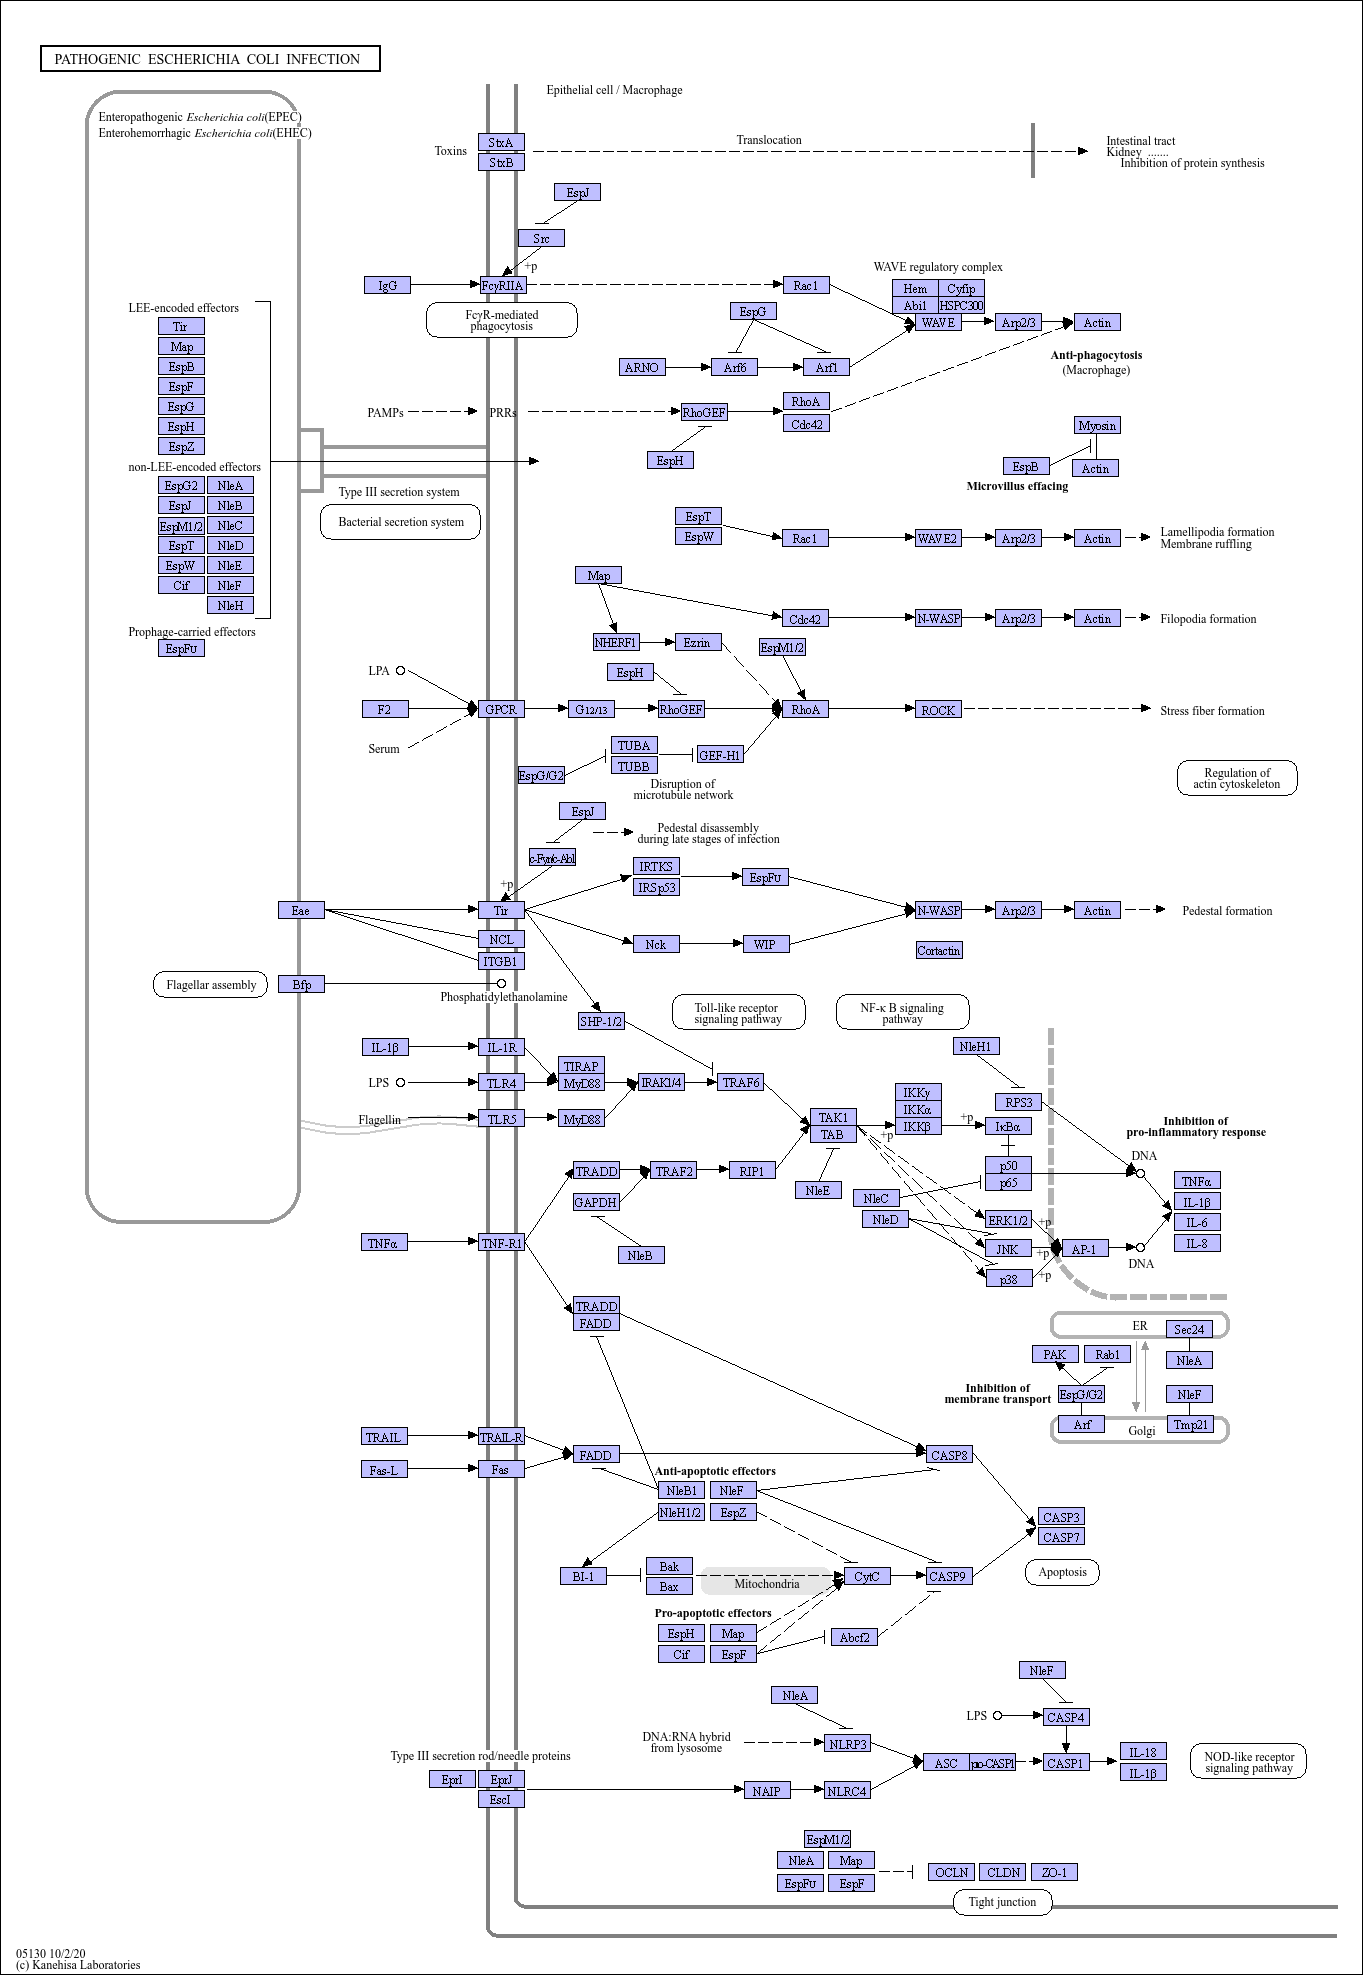 PATHOGENIC ESCHERICHIA COLI INFECTION
Epithelial cell / Macrophage
Enteropathogenic Escherichia coli(EPEC)
Enterohemorrhagic Escherichia coli(EHEC)
Toxins
StxA
StxB
Translocation
Intestinal tract
Kidney .......
Inhibition of protein synthesis
EspJ
Src
+p
IgG
FcγRIIA
Rac1
WAVE regulatory complex
Hem
Cyfip
Abi1
HSPC300
WAVE
Arp2/3
Actin
FcγR-mediated
phagocytosis
EspG
ARNO
Arf6
Arf1
Anti-phagocytosis
(Macrophage)
LEE-encoded effectors
Tir
Map
EspB
EspF
EspG
EspH
EspZ
non-LEE-encoded effectors
EspG2
NleA
EspJ
NleB
EspM1/2
NleC
EspT
NleD
EspW
NleE
Cif
NleF
NleH
Prophage-carried effectors
EspFu
PAMPs
PRRs
RhoGEF
RhoA
Cdc42
EspH
Myosin
EspB
Actin
Microvillus effacing
Type III secretion system
Bacterial secretion system
EspT
EspW
Rac1
WAVE2
Arp2/3
Actin
Lamellipodia formation
Membrane ruffling
Map
Cdc42
N-WASP
Arp2/3
Actin
Filopodia formation
NHERF1
Ezrin
EspM1/2
EspH
LPA
F2
Serum
GPCR
G12/13
RhoGEF
RhoA
ROCK
Stress fiber formation
TUBA
TUBB
GEF-H1
EspG/G2
Disruption of
microtubule network
Regulation of
actin cytoskeleton
EspJ
Pedestal disassembly
during late stages of infection
c-Fyn/c-Abl
+p
IRTKS
IRSp53
EspFu
Eae
Tir
NCL
ITGB1
N-WASP
Arp2/3
Actin
Pedestal formation
Nck
WIP
Cortactin
Flagellar assembly
Bfp
Phosphatidylethanolamine
SHP-1/2
Toll-like receptor
signaling pathway
NF-κ B signaling
pathway
IL-1β
IL-1R
TIRAP
MyD88
LPS
TLR4
IRAK1/4
TRAF6
Flagellin
TLR5
MyD88
NleH1
RPS3
IKKγ
IKKα
IKKβ
+p
+p
IκBα
TAK1
TAB
NleE
p50
p65
NleC
NleD
Inhibition of
pro-inflammatory response
DNA
TNFα
IL-1β
IL-6
IL-8
TRADD
TRAF2
RIP1
GAPDH
NleB
TNFα
TNF-R1
ERK1/2
JNK
p38
+p
+p
+p
AP-1
DNA
TRADD
FADD
ER
Sec24
NleA
PAK
Rab1
Inhibition of
membrane transport
EspG/G2
NleF
Arf
Golgi
Tmp21
TRAIL
TRAIL-R
Fas-L
Fas
FADD
CASP8
Anti-apoptotic effectors
NleB1
NleF
NleH1/2
EspZ
CASP3
CASP7
BI-1
Bak
Bax
Mitochondria
CytC
CASP9
Apoptosis
Pro-apoptotic effectors
EspH
Map
Cif
EspF
Abcf2
NleF
NleA
LPS
CASP4
DNA:RNA hybrid
from lysosome
NLRP3
ASC
pro-CASP1
CASP1
IL-18
IL-1β
NOD-like receptor
signaling pathway
Type III secretion rod/needle proteins
EprI
EprJ
EscI
NAIP
NLRC4
EspM1/2
NleA
Map
EspFu
EspF
OCLN
CLDN
ZO-1
Tight junction
05130 10/2/20
(c) Kanehisa Laboratories